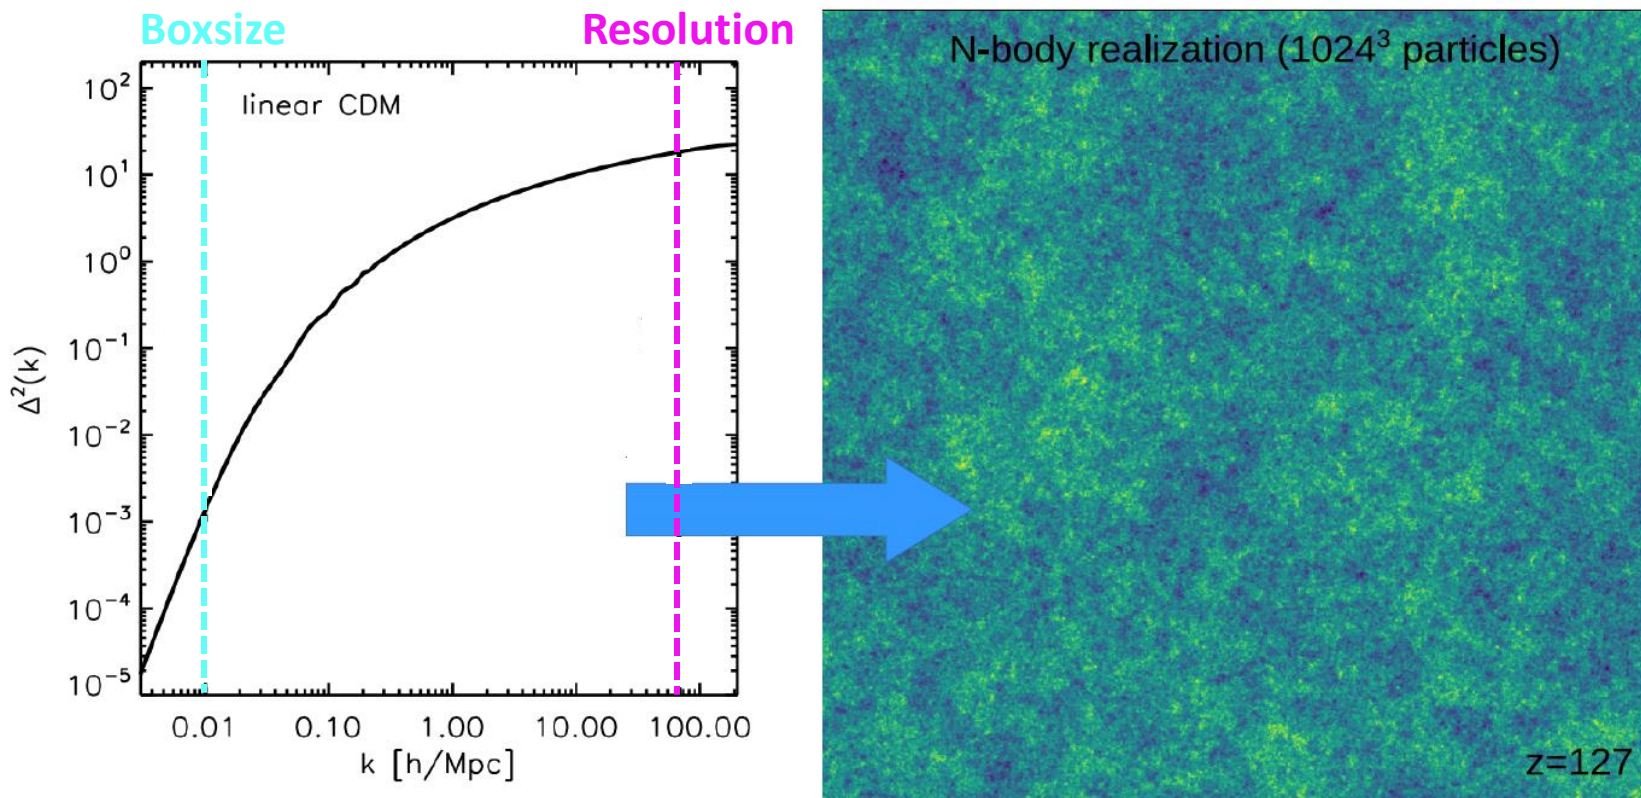 Boxsize
Resolution
linear CDM
10²
10¹
10⁰
10⁻¹
10⁻²
10⁻³
10⁻⁴
10⁻⁵
Δ²(k)
0.01 0.10 1.00 10.00 100.00
k [h/Mpc]
N-body realization (1024³ particles)
z=127